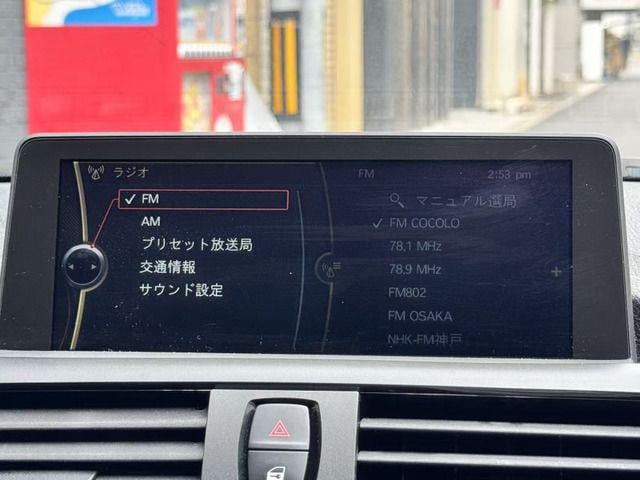 ラジオ
FM
AM
プリセット放送局
交通情報
サウンド設定
FM
2:53 pm
マニュアル選局
FM COCOLO
78,1 MHz
78,9 MHz
FM802
FM OSAKA
NHK-FM神戸